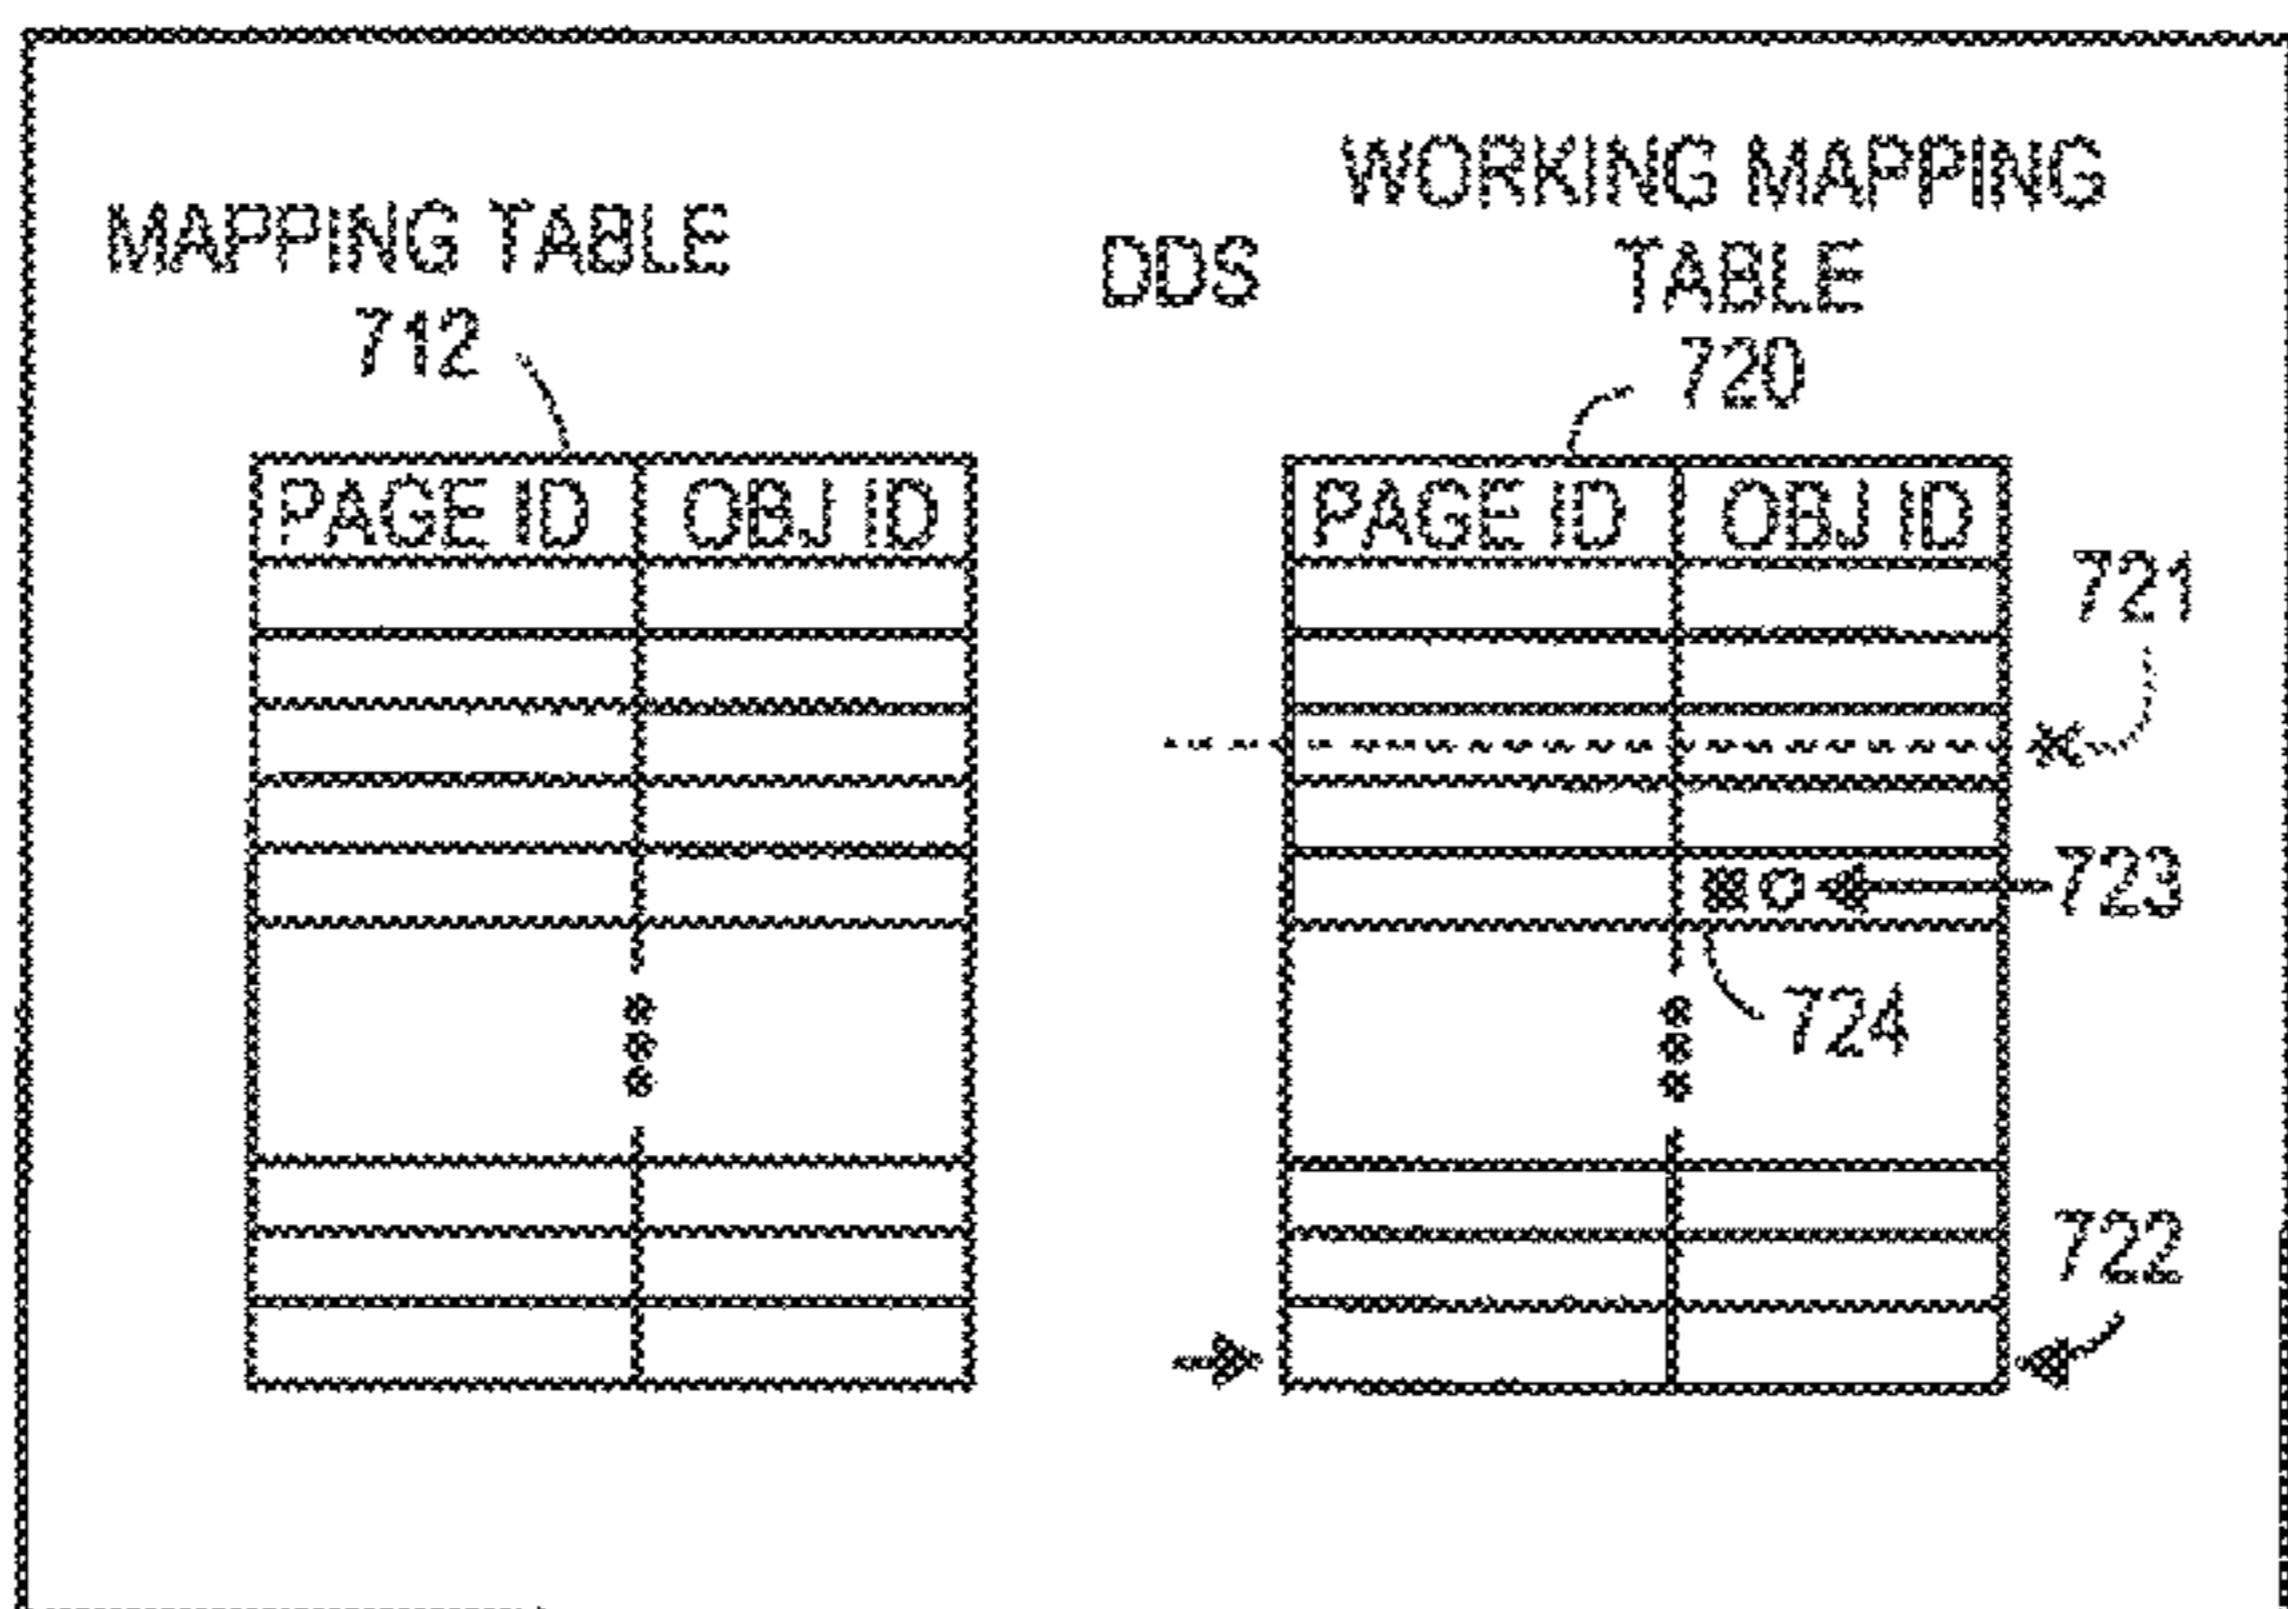 WORKING MAPPING
MAPPING TABLE
DDS
TABLE
712
720
PAGE ID OBJ ID
PAGE ID OBJ ID
721
723
724
722